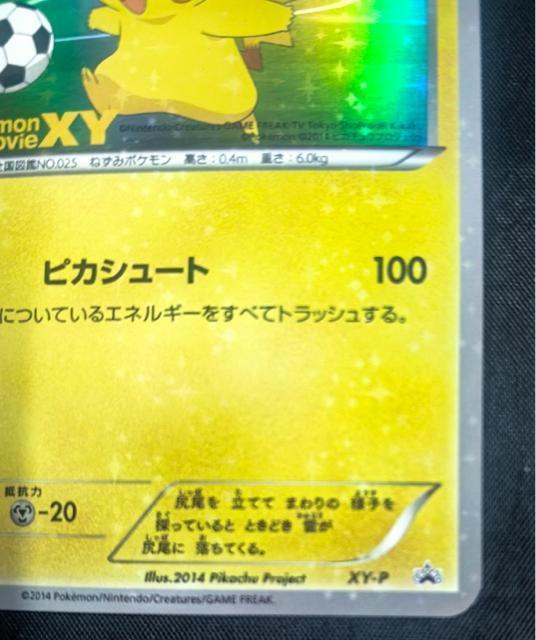 mon XY
ovie
©Nintendo・Creatures・GAME FREAK・TV Tokyo・ShoPro・JR Kikaku
©Pokémon ©2014 ピカチュウプロジェクト
全国図鑑NO.025 ねずみポケモン 高さ:0.4m 重さ:6.0kg
ピカシュート 100
についているエネルギーをすべてトラッシュする。
抵抗力
-20
尻尾を 立てて まわりの 様子を
探っていると ときどき 雷が
尻尾に 落ちてくる。
Illus.2014 Pikachu Project XY-P
©2014 Pokémon/Nintendo/Creatures/GAME FREAK.